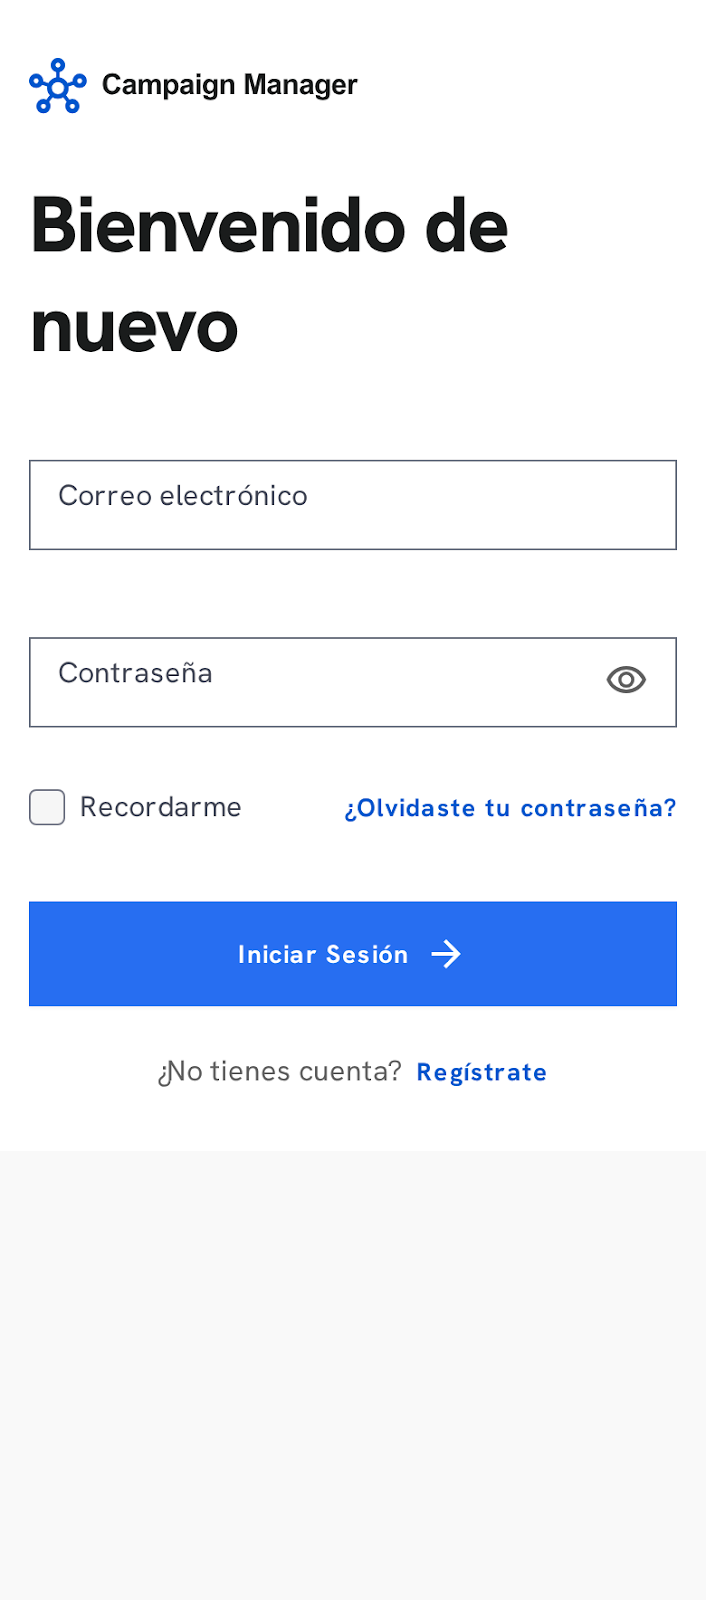 Campaign Manager
Bienvenido de
nuevo
Correo electrónico
Contraseña
Recordarme
¿Olvidaste tu contraseña?
Iniciar Sesión
¿No tienes cuenta? Regístrate